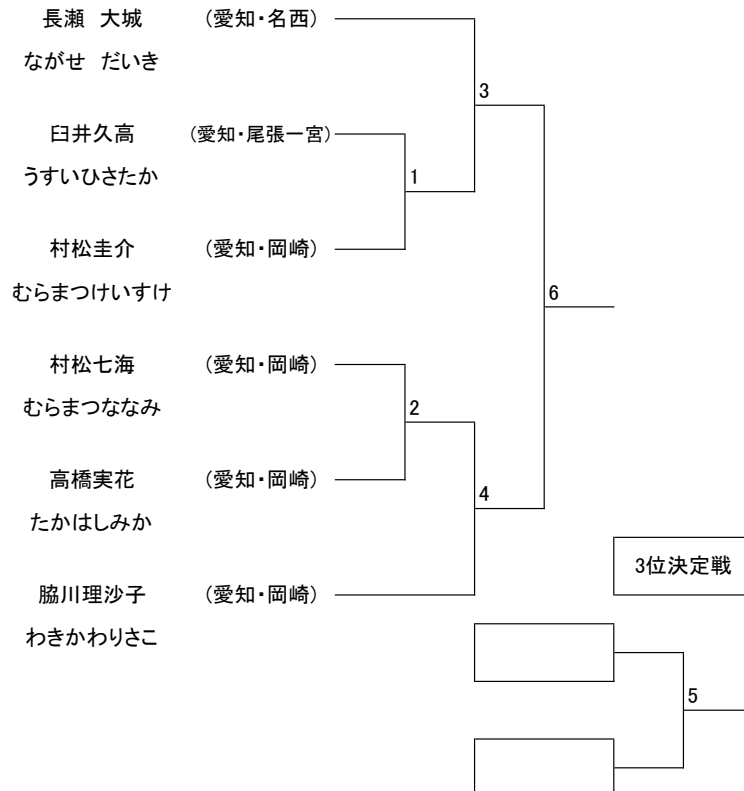 長瀬　大城 (愛知・名西)
ながせ　だいき
3
臼井久高 (愛知・尾張一宮)
うすいひさたか
1
村松圭介 (愛知・岡崎)
むらまつけいすけ
6
村松七海 (愛知・岡崎)
むらまつななみ
2
高橋実花 (愛知・岡崎)
たかはしみか
4
3位決定戦
脇川理沙子 (愛知・岡崎)
わきかわりさこ
5